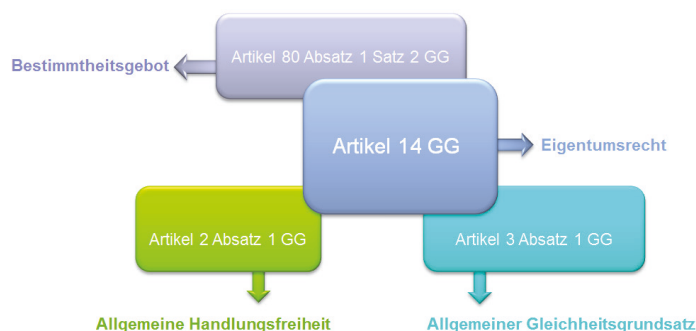 Artikel 80 Absatz 1 Satz 2 GG
Bestimmtheitsgebot
Artikel 14 GG
Eigentumsrecht
Artikel 2 Absatz 1 GG
Artikel 3 Absatz 1 GG
Allgemeine Handlungsfreiheit
Allgemeiner Gleichheitsgrundsatz